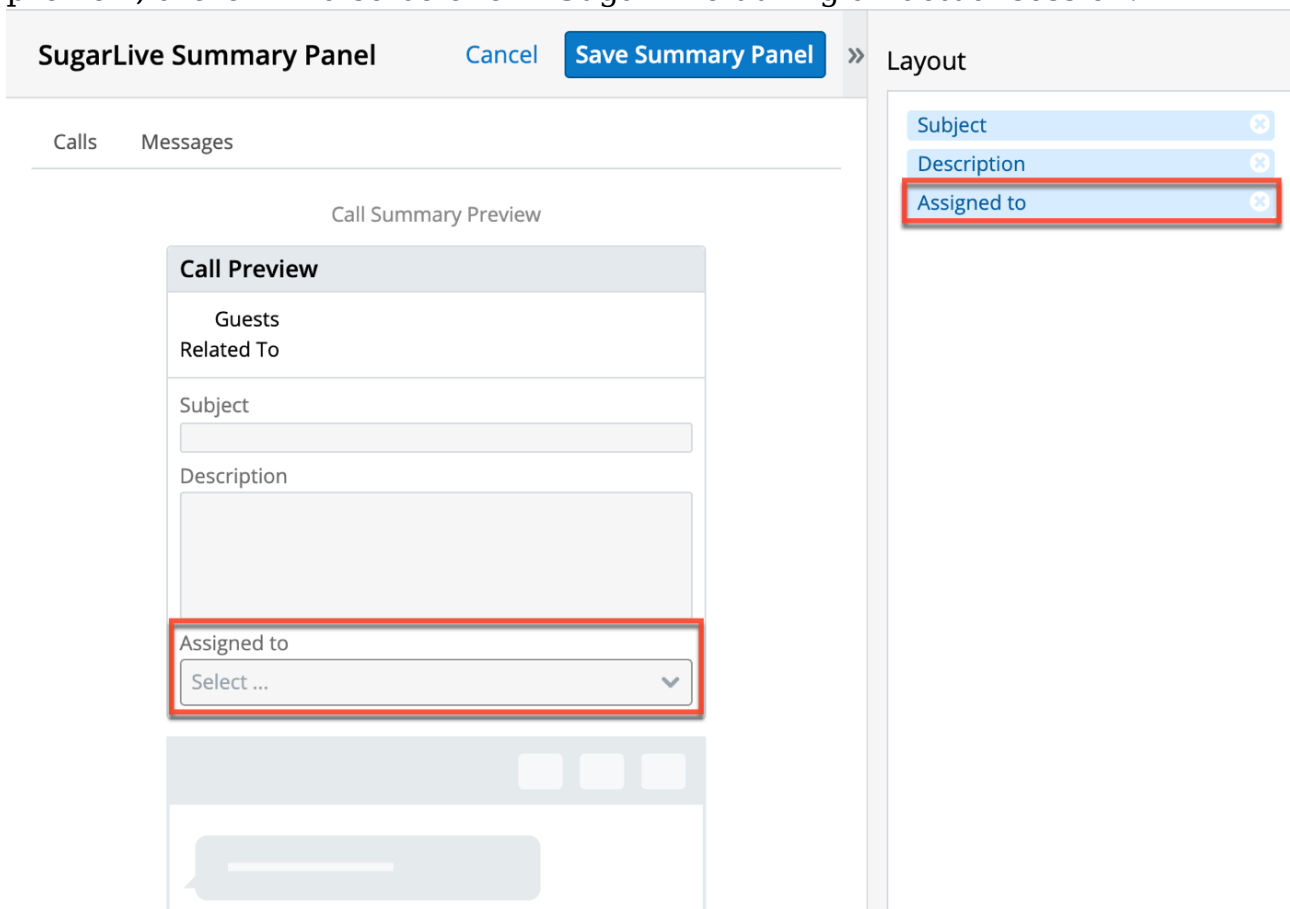 SugarLive Summary Panel Cancel Save Summary Panel »
Layout
Calls Messages
Call Summary Preview
Call Preview
Guests
Related To
Subject
Description
Assigned to
Select ...
Subject
Description
Assigned to